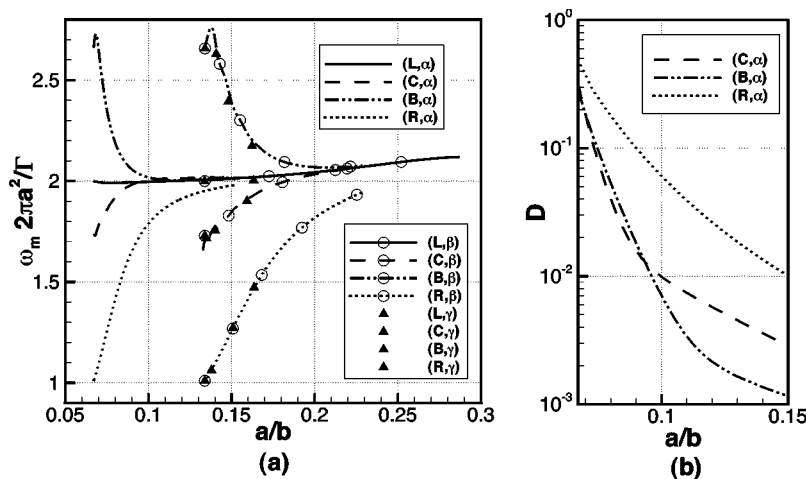 2.5
2
1.5
1
ω_m 2πa²/Γ
0.05
0.1
0.15
0.2
0.25
0.3
a/b
(a)
(L,α)
(C,α)
(B,α)
(R,α)
(L,β)
(C,β)
(B,β)
(R,β)
(L,γ)
(C,γ)
(B,γ)
(R,γ)
10⁰
10⁻¹
10⁻²
10⁻³
D
(C,α)
(B,α)
(R,α)
0.1
0.15
a/b
(b)